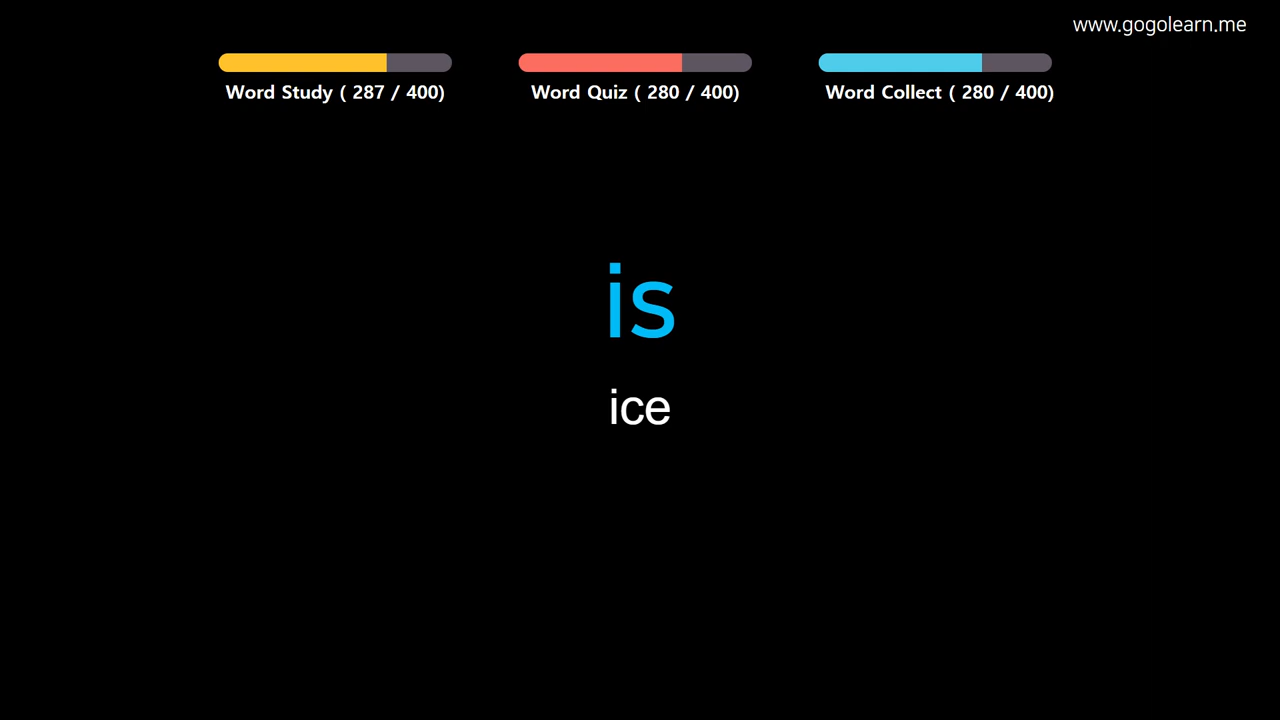 www.gogolearn.me
Word Study ( 287 / 400)
Word Quiz ( 280 / 400)
Word Collect ( 280 / 400)
is
ice